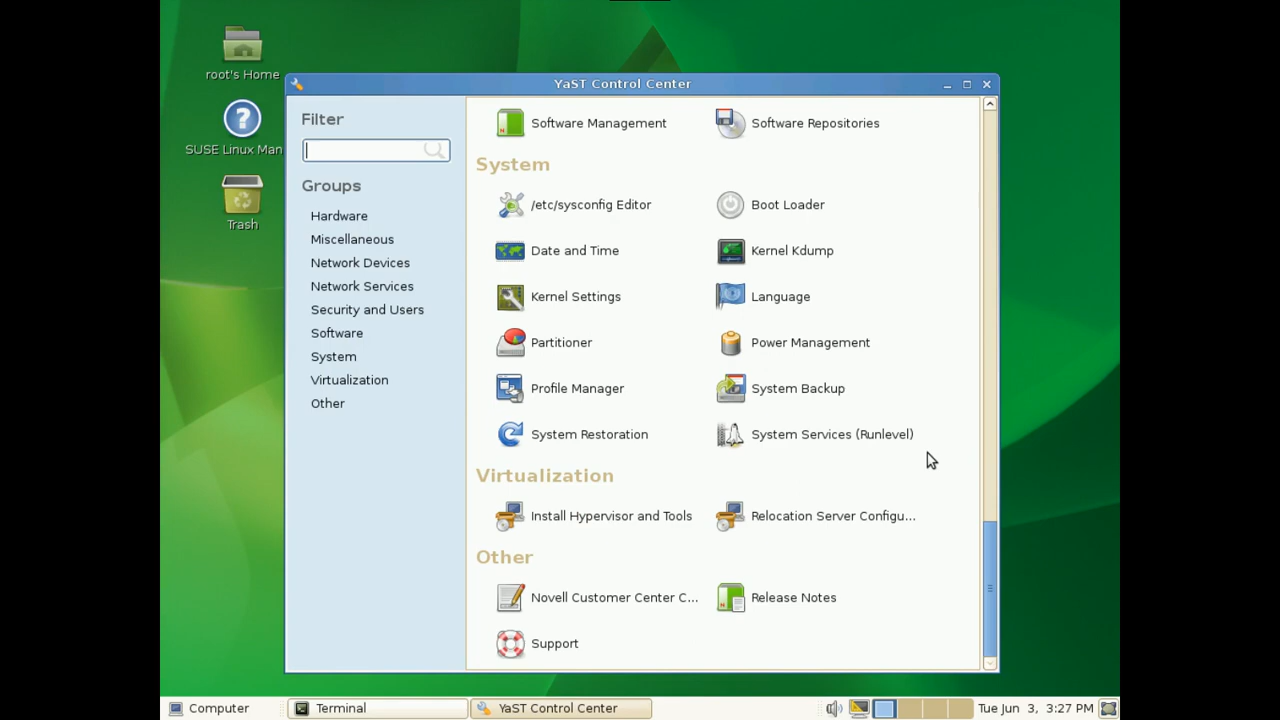 root's Home
SUSE Linux Man
Trash
YaST Control Center
Filter
Groups
Hardware
Miscellaneous
Network Devices
Network Services
Security and Users
Software
System
Virtualization
Other
Software Management
Software Repositories
System
/etc/sysconfig Editor
Boot Loader
Date and Time
Kernel Kdump
Kernel Settings
Language
Partitioner
Power Management
Profile Manager
System Backup
System Restoration
System Services (Runlevel)
Virtualization
Install Hypervisor and Tools
Relocation Server Configu...
Other
Novell Customer Center C...
Release Notes
Support
Computer
Terminal
YaST Control Center
Tue Jun 3, 3:27 PM